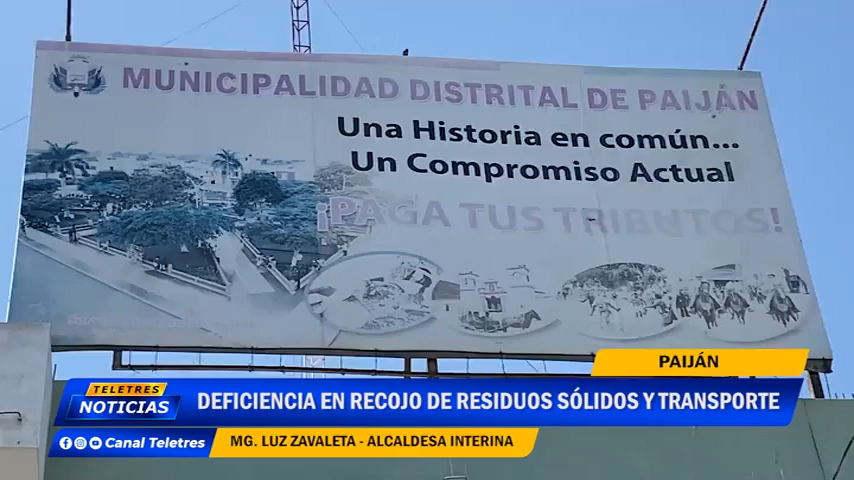 MUNICIPALIDAD DISTRITAL DE PAIJÁN
Una Historia en común...
Un Compromiso Actual
¡PAGA TUS TRIBUTOS!
PAIJÁN
TELETRES
NOTICIAS
DEFICIENCIA EN RECOJO DE RESIDUOS SÓLIDOS Y TRANSPORTE
Canal Teletres
MG. LUZ ZAVALETA - ALCALDESA INTERINA